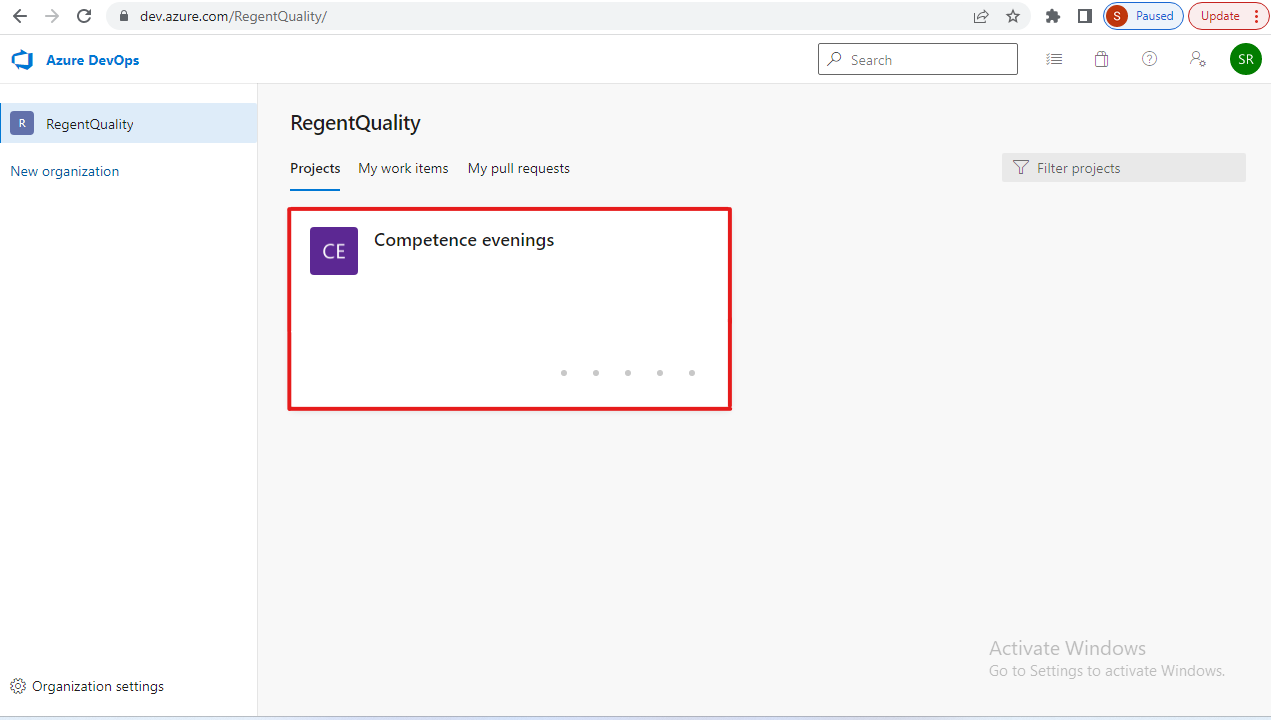 dev.azure.com/RegentQuality/
S Paused
Update
Azure DevOps
Search
SR
R RegentQuality
New organization
RegentQuality
Projects My work items My pull requests
Filter projects
CE Competence evenings
Activate Windows
Go to Settings to activate Windows.
Organization settings